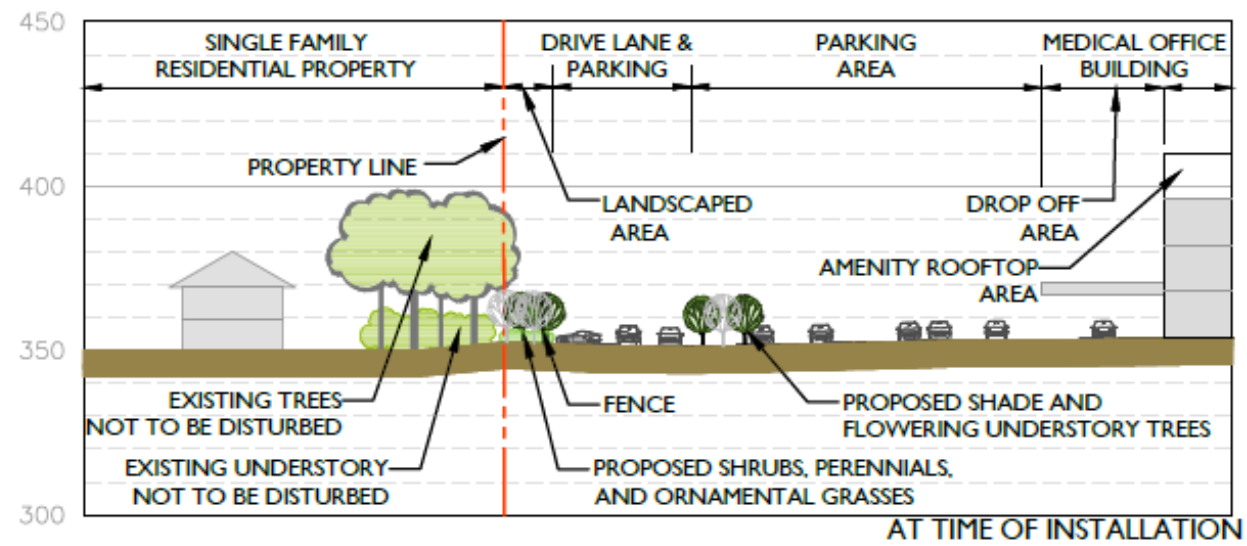 450
SINGLE FAMILY
RESIDENTIAL PROPERTY
DRIVE LANE &
PARKING
PARKING
AREA
MEDICAL OFFICE
BUILDING
PROPERTY LINE
400
LANDSCAPED
AREA
DROP OFF
AREA
AMENITY ROOFTOP
AREA
350
EXISTING TREES
NOT TO BE DISTURBED
FENCE
PROPOSED SHADE AND
FLOWERING UNDERSTORY TREES
EXISTING UNDERSTORY
NOT TO BE DISTURBED
PROPOSED SHRUBS, PERENNIALS,
AND ORNAMENTAL GRASSES
300
AT TIME OF INSTALLATION